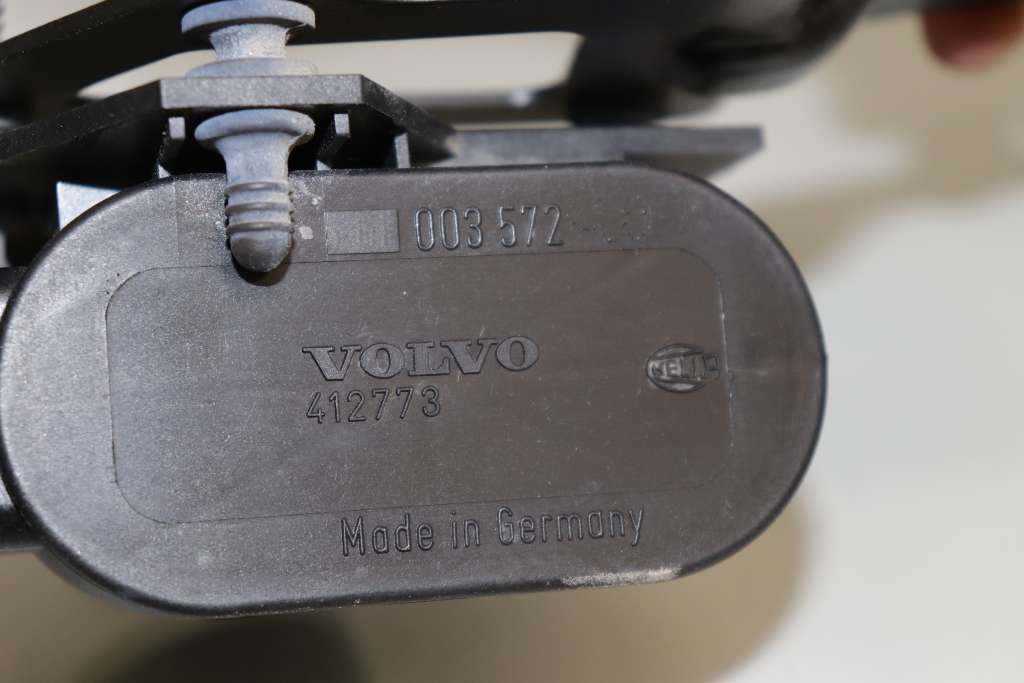 003 572
VOLVO
HELLA
412773
Made in Germany